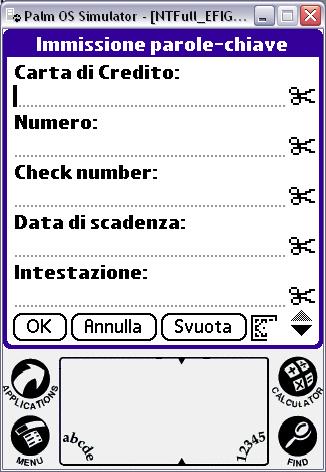 Palm OS Simulator - [NTFull_EFIG...
Immissione parole-chiave
Carta di Credito:
Numero:
Check number:
Data di scadenza:
Intestazione:
OK Annulla Svuota
APPLICATIONS
CALCULATOR
MENU
abcde
12345
FIND